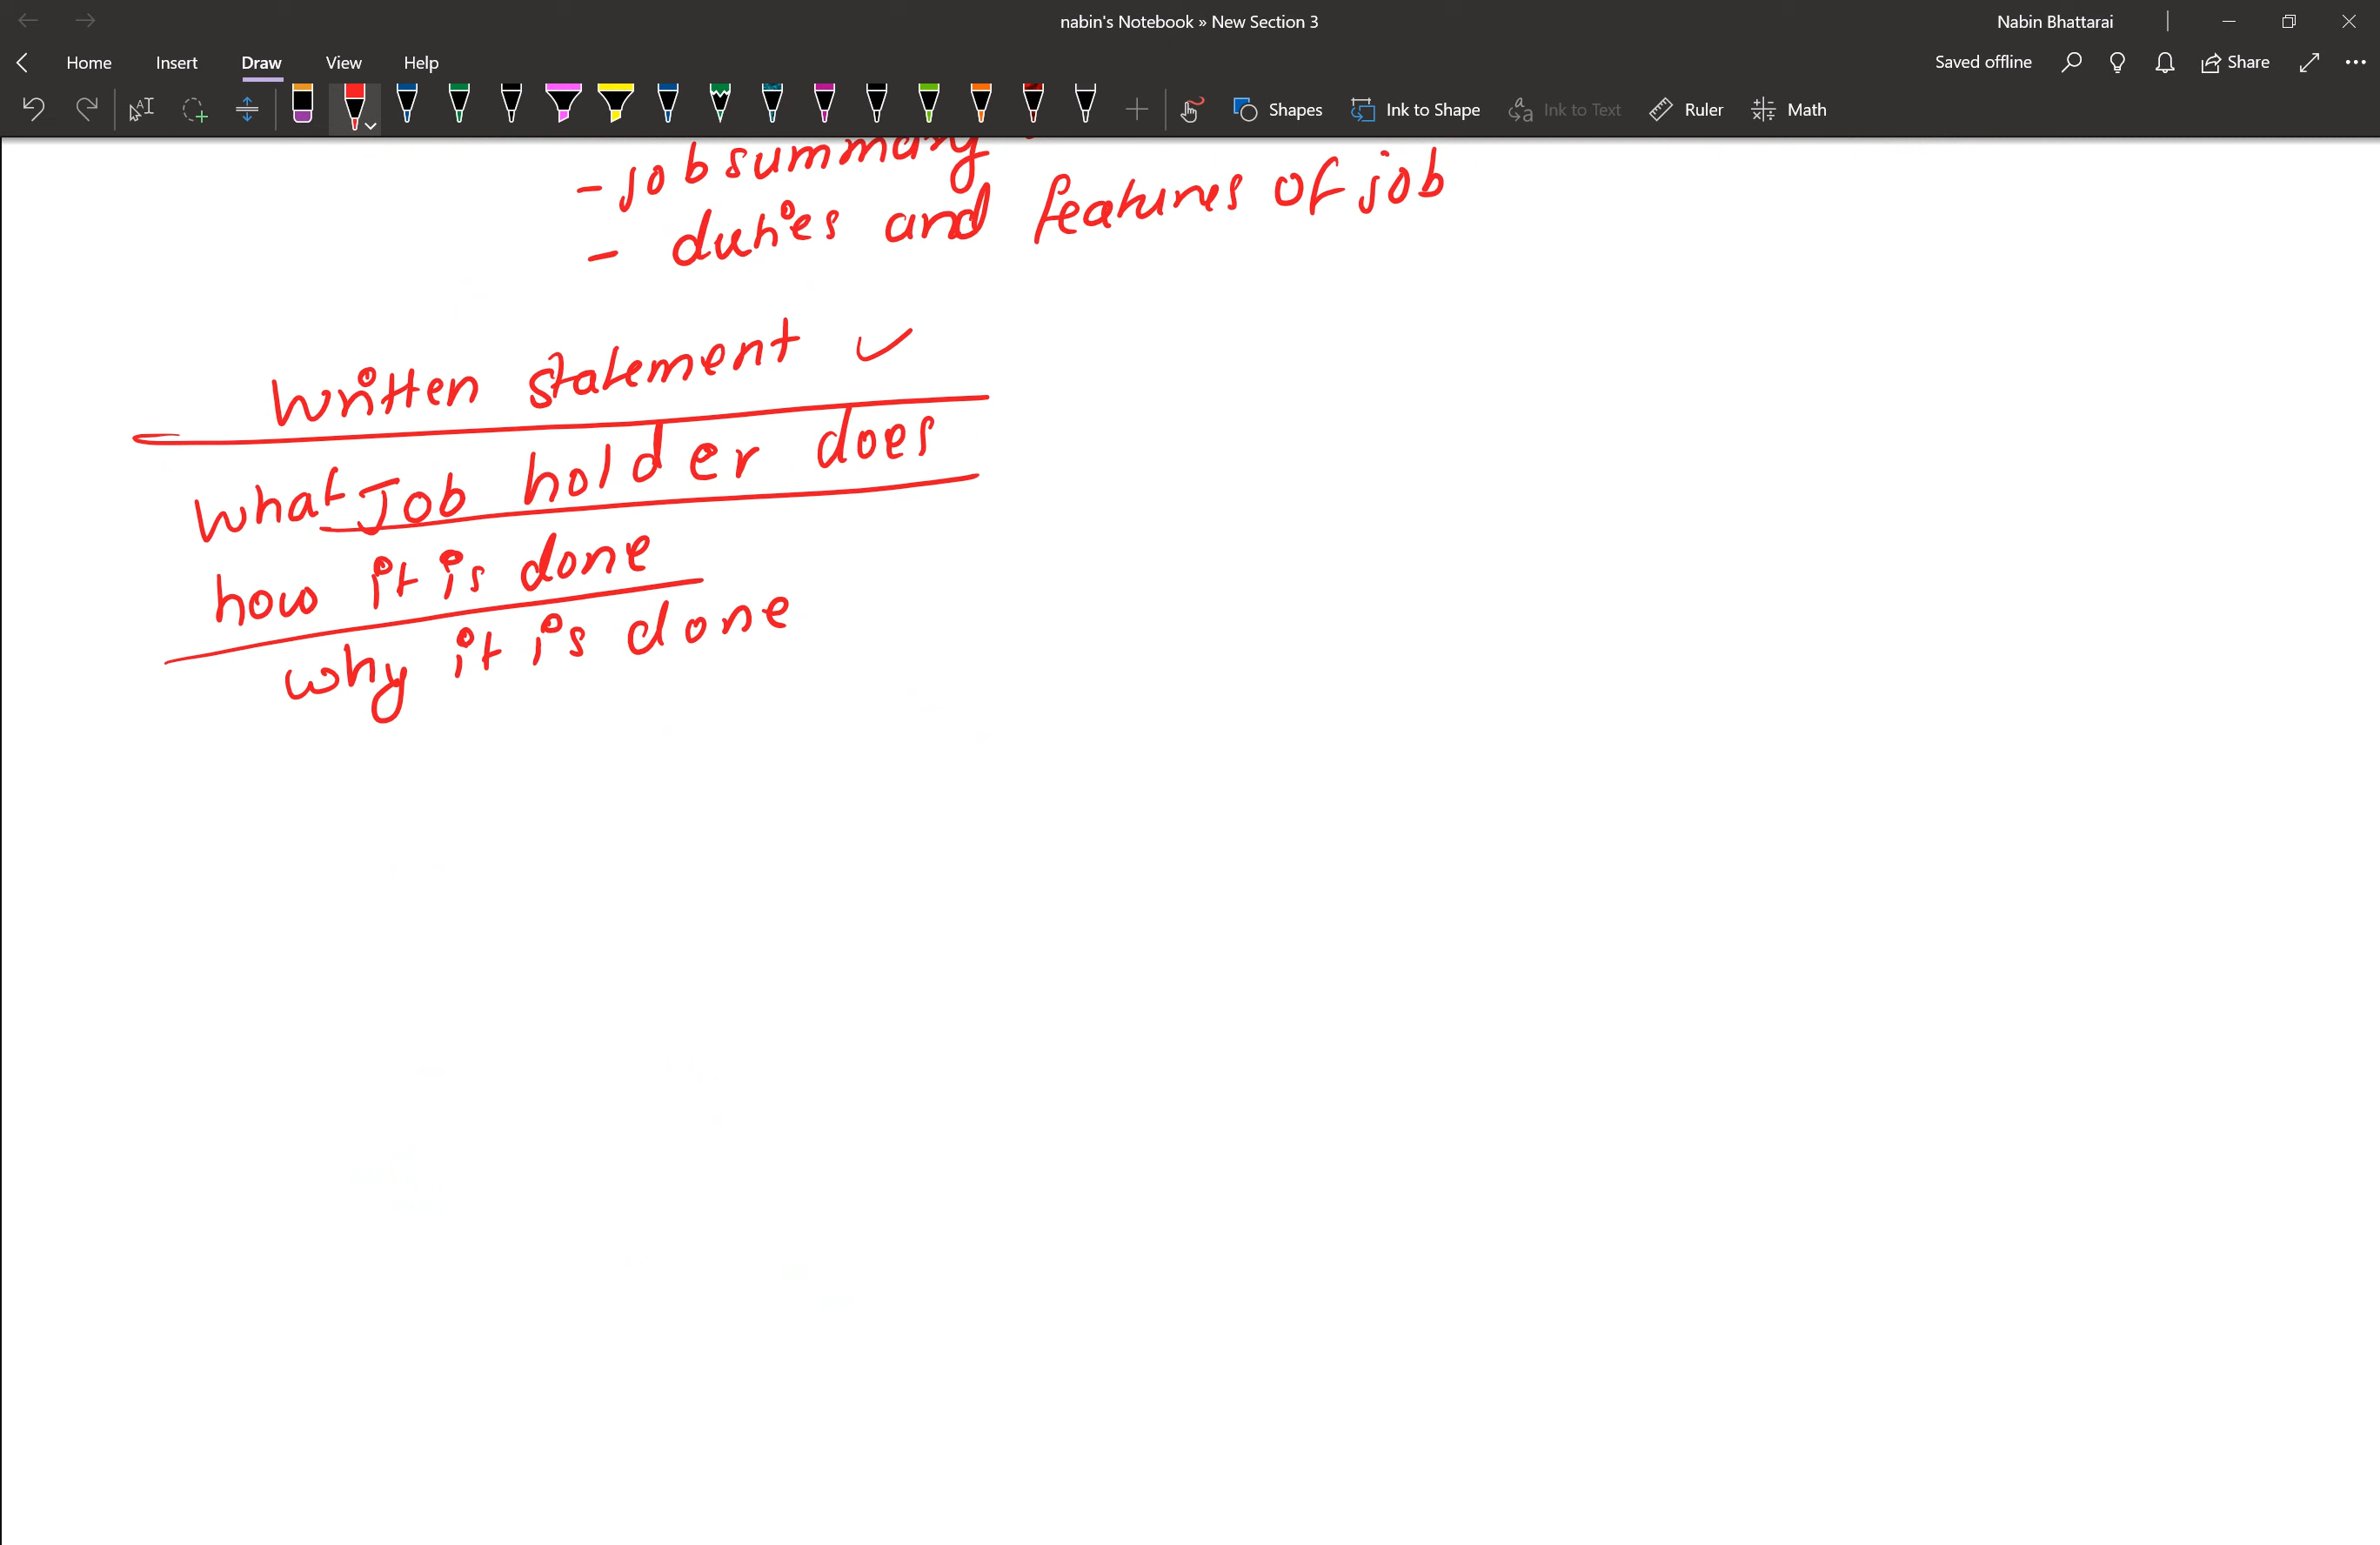 nabin's Notebook » New Section 3
Nabin Bhattarai
Home Insert Draw View Help
Saved offline
Share
Shapes Ink to Shape Ink to Text Ruler Math
- job summary
- duties and features of job
written statement ✓
what Job holder does
how it is done
why it is done